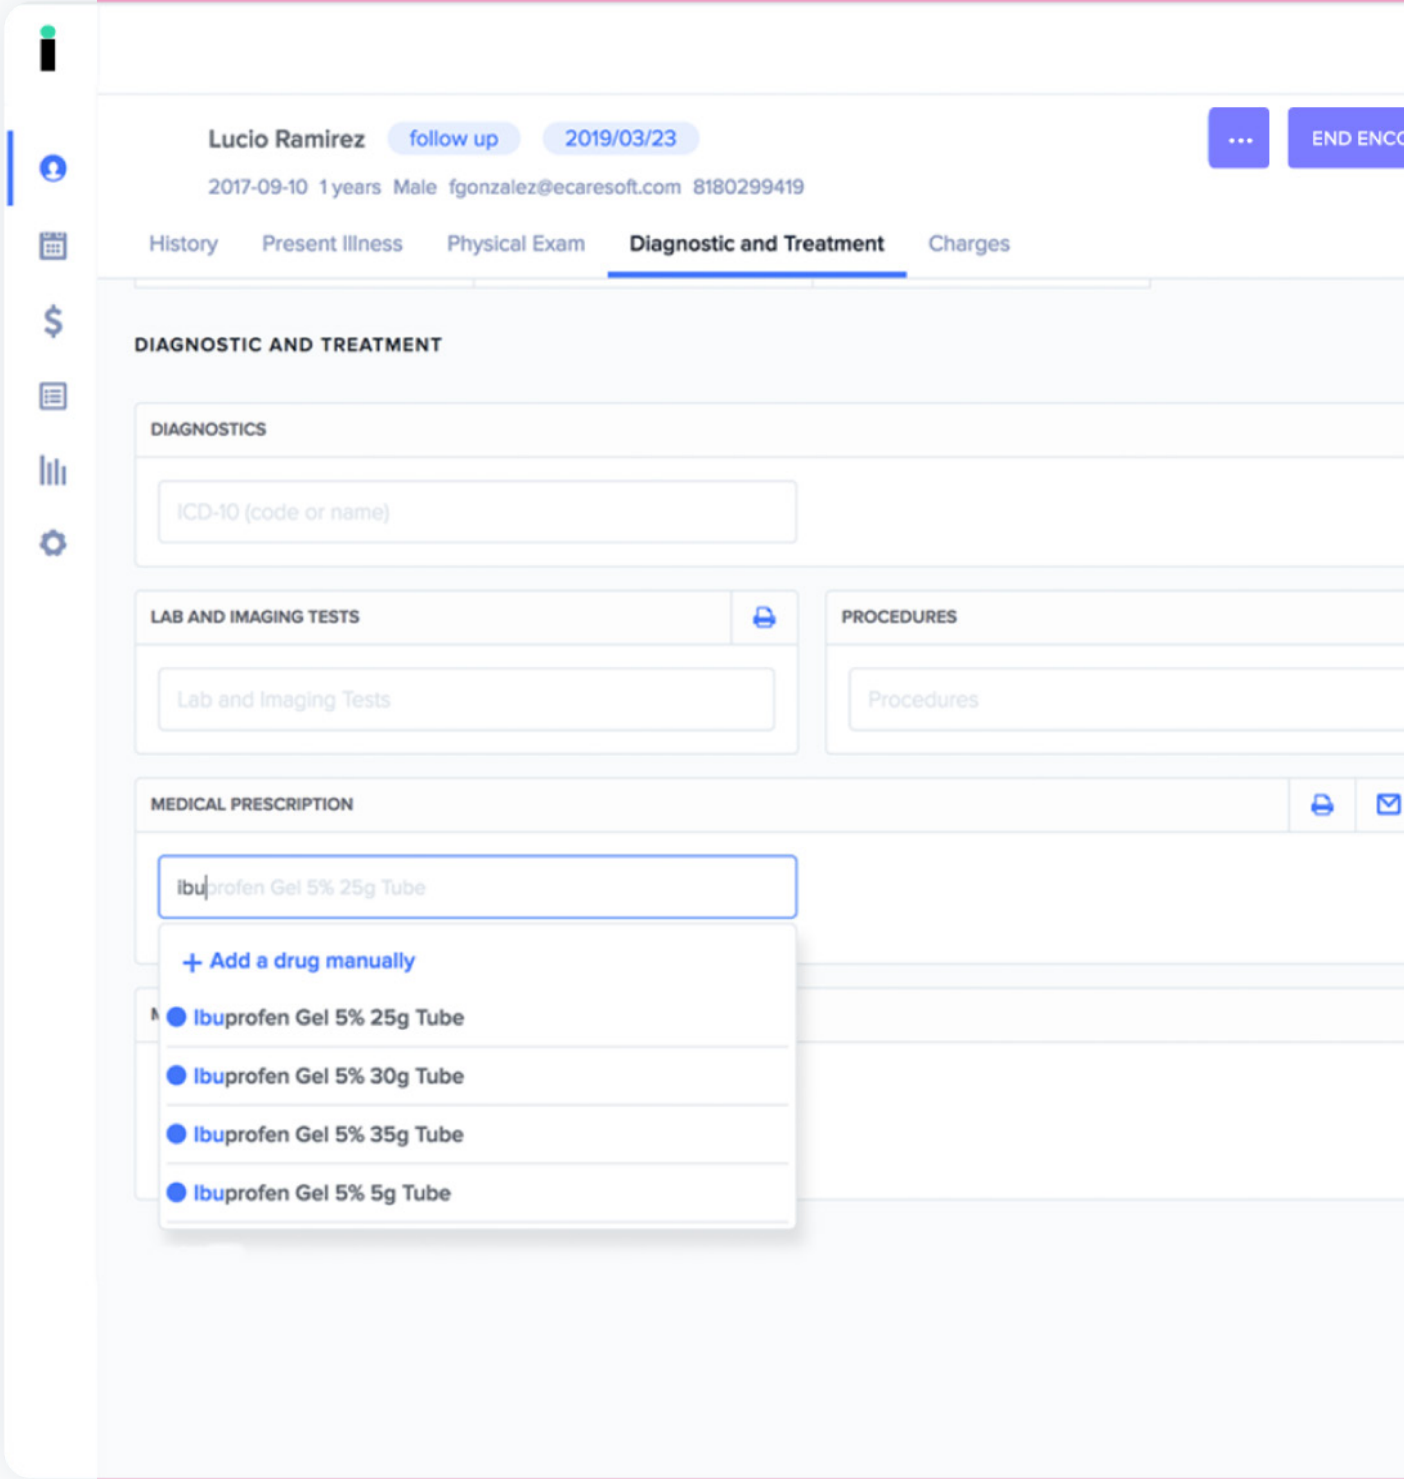 Lucio Ramirez follow up 2019/03/23
... END ENCO
2017-09-10 1 years Male fgonzalez@ecaresoft.com 8180299419
History Present Illness Physical Exam Diagnostic and Treatment Charges
DIAGNOSTIC AND TREATMENT
DIAGNOSTICS
ICD-10 (code or name)
LAB AND IMAGING TESTS
Lab and Imaging Tests
PROCEDURES
Procedures
MEDICAL PRESCRIPTION
ibuprofen Gel 5% 25g Tube
+ Add a drug manually
Ibuprofen Gel 5% 25g Tube
Ibuprofen Gel 5% 30g Tube
Ibuprofen Gel 5% 35g Tube
Ibuprofen Gel 5% 5g Tube